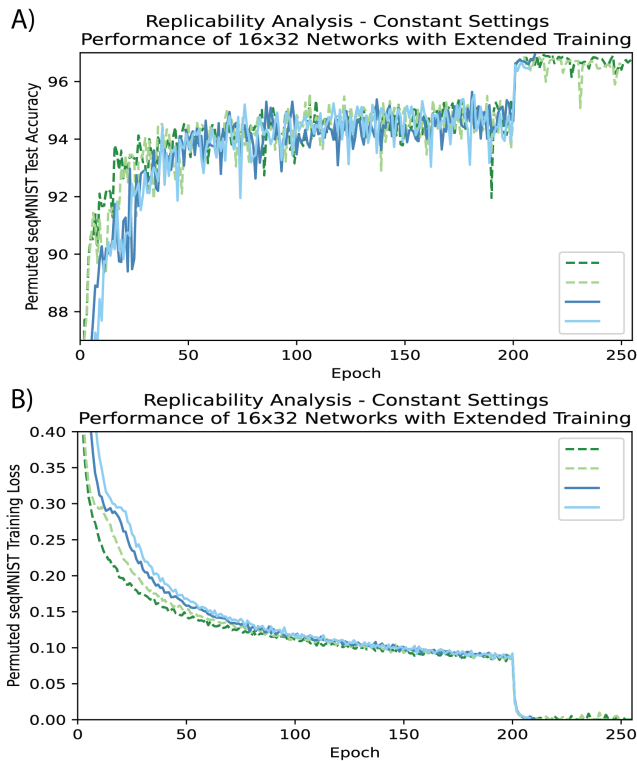 A)
Replicability Analysis - Constant Settings
Performance of 16x32 Networks with Extended Training
Permuted seqMNIST Test Accuracy
96
94
92
90
88
0 50 100 150 200 250
Epoch
B)
Replicability Analysis - Constant Settings
Performance of 16x32 Networks with Extended Training
Permuted seqMNIST Training Loss
0.40
0.35
0.30
0.25
0.20
0.15
0.10
0.05
0.00
0 50 100 150 200 250
Epoch